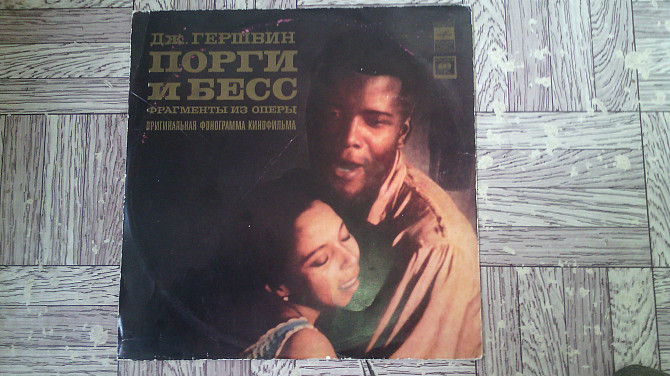 ДЖ. ГЕРШВИН
ПОРГИ
И БЕСС
ФРАГМЕНТЫ ИЗ ОПЕРЫ
ОРИГИНАЛЬНАЯ ФОНОГРАММА КИНОФИЛЬМА